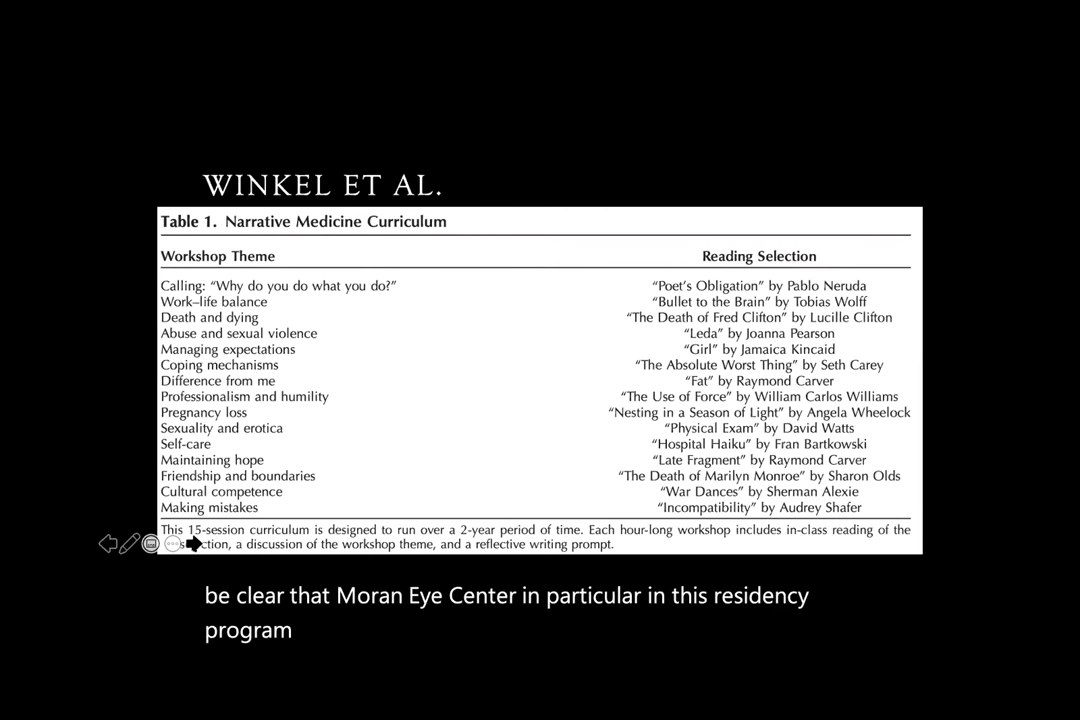 WINKEL ET AL.
Table 1. Narrative Medicine Curriculum
Workshop Theme Reading Selection
Calling: “Why do you do what you do?” “Poet’s Obligation” by Pablo Neruda
Work–life balance “Bullet to the Brain” by Tobias Wolff
Death and dying “The Death of Fred Clifton” by Lucille Clifton
Abuse and sexual violence “Leda” by Joanna Pearson
Managing expectations “Girl” by Jamaica Kincaid
Coping mechanisms “The Absolute Worst Thing” by Seth Carey
Difference from me “Fat” by Raymond Carver
Professionalism and humility “The Use of Force” by William Carlos Williams
Pregnancy loss “Nesting in a Season of Light” by Angela Wheelock
Sexuality and erotica “Physical Exam” by David Watts
Self-care “Hospital Haiku” by Fran Bartkowski
Maintaining hope “Late Fragment” by Raymond Carver
Friendship and boundaries “The Death of Marilyn Monroe” by Sharon Olds
Cultural competence “War Dances” by Sherman Alexie
Making mistakes “Incompatibility” by Audrey Shafer
This 15-session curriculum is designed to run over a 2-year period of time. Each hour-long workshop includes in-class reading of the
a discussion of the workshop theme, and a reflective writing prompt.
be clear that Moran Eye Center in particular in this residency
program